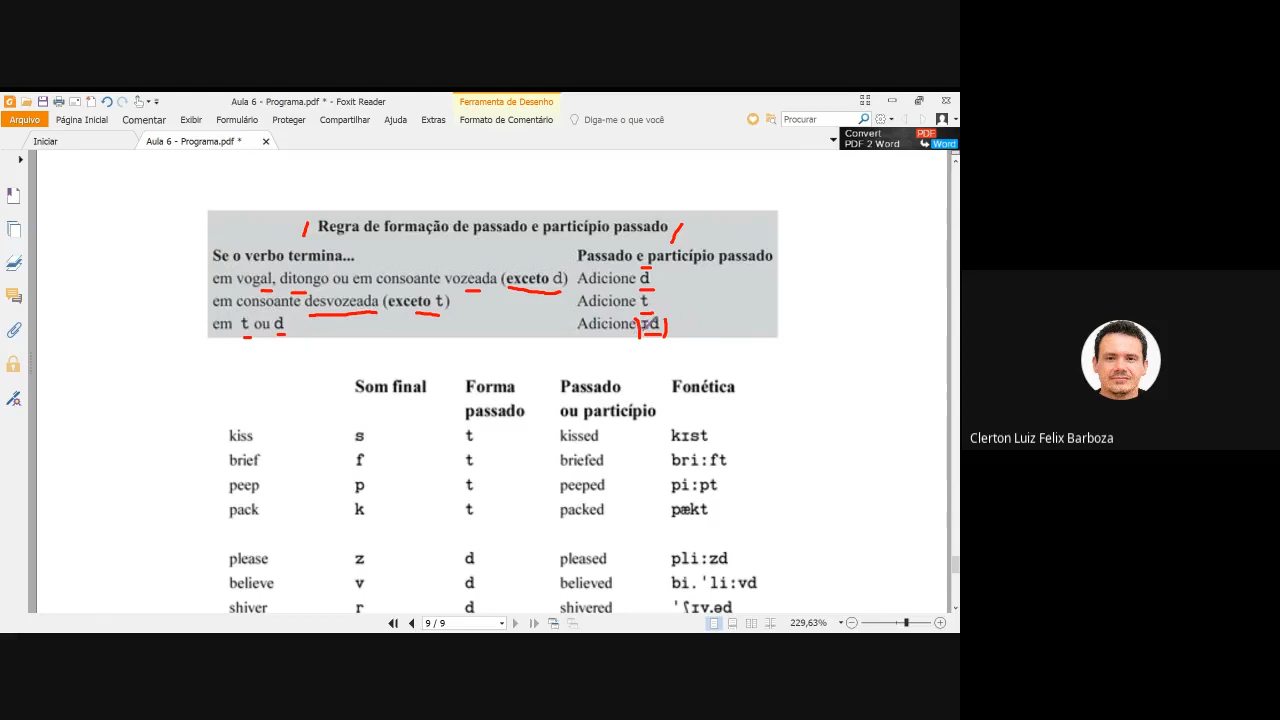 Aula 6 - Programa.pdf * - Foxit Reader
Ferramenta de Desenho
Arquivo Página Inicial Comentar Exibir Formulário Proteger Compartilhar Ajuda Extras Formato de Comentário Diga-me o que você Procurar
Iniciar Aula 6 - Programa.pdf *
Convert PDF
PDF 2 Word Word
Regra de formação de passado e particípio passado
Se o verbo termina... Passado e particípio passado
em vogal, ditongo ou em consoante vozeada (exceto d) Adicione d
em consoante desvozeada (exceto t) Adicione t
em t ou d Adicione ɪd
Som final Forma Passado Fonética
passado ou particípio
kiss s t kissed kɪst
brief f t briefed bri:ft
peep p t peeped pi:pt
pack k t packed pækt
please z d pleased pli:zd
believe v d believed bi.ˈli:vd
shiver r d shivered ˈʃɪv.əd
9 / 9
229,63%
Clerton Luiz Felix Barboza